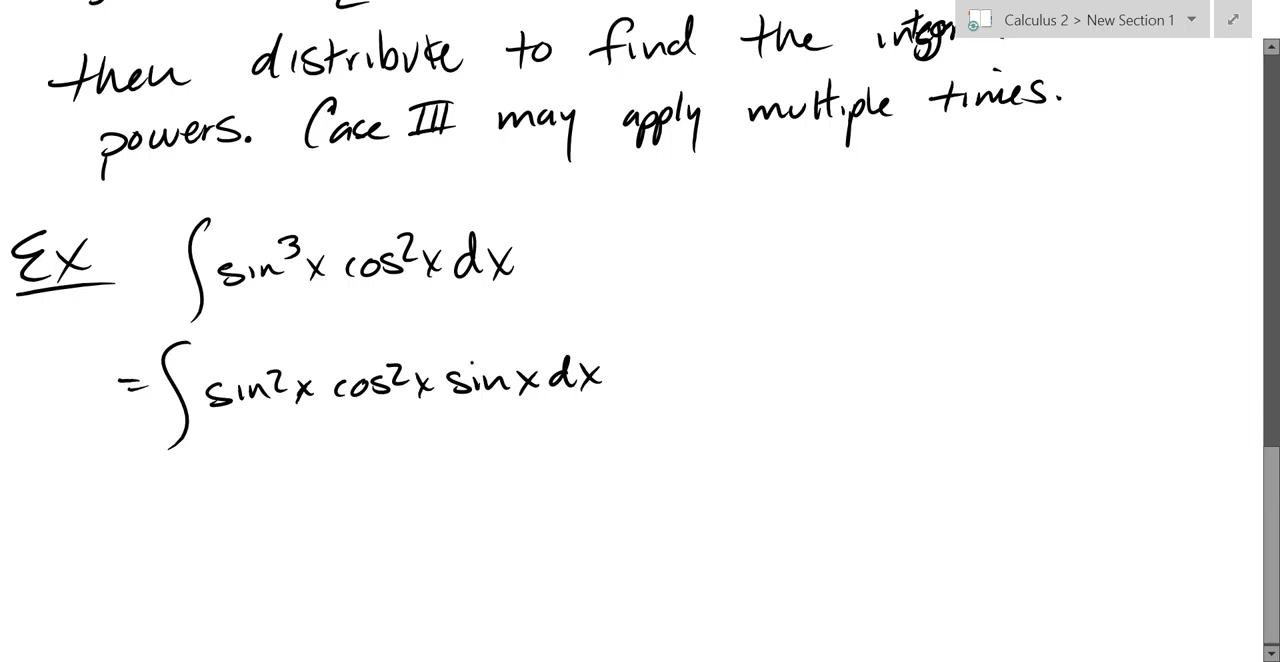 Calculus 2 > New Section 1
then distribute to find the
powers. Case III may apply multiple times.
Ex ∫ sin³x cos²x dx
= ∫ sin²x cos²x sinx dx